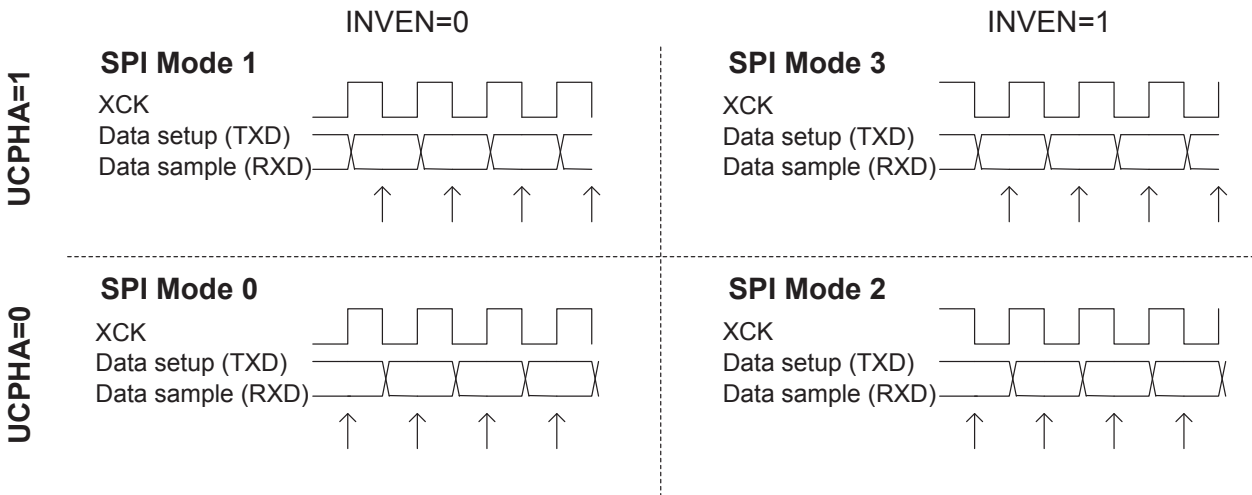 INVEN=0
INVEN=1
UCPHA=1
SPI Mode 1
XCK
Data setup (TXD)
Data sample (RXD)
SPI Mode 3
XCK
Data setup (TXD)
Data sample (RXD)
UCPHA=0
SPI Mode 0
XCK
Data setup (TXD)
Data sample (RXD)
SPI Mode 2
XCK
Data setup (TXD)
Data sample (RXD)